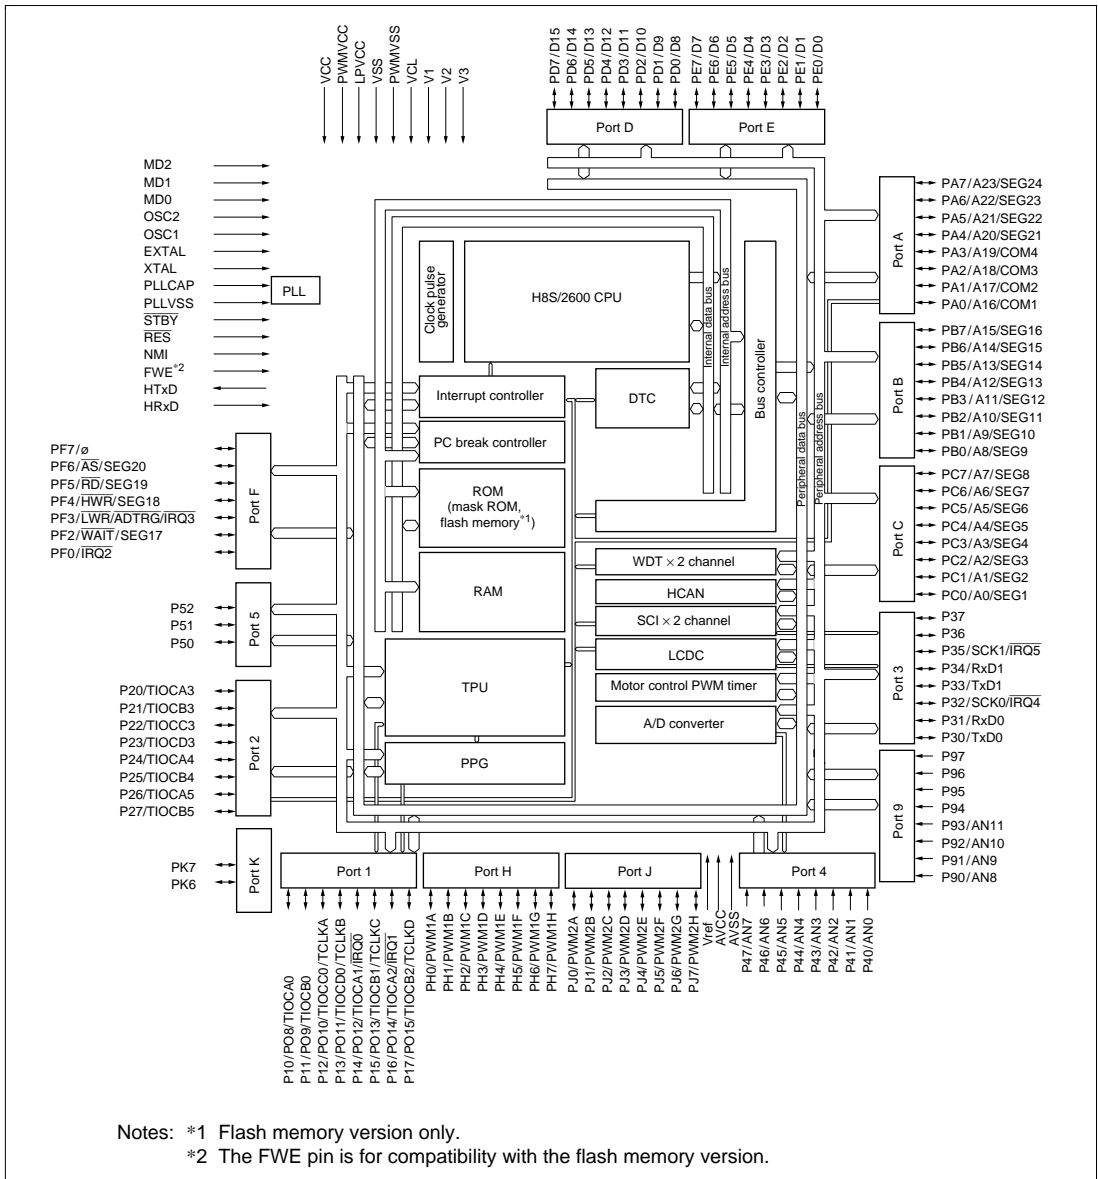 VCC
PWMVCC
LPVCC
VSS
PWMVSS
VCL
V1
V2
V3
PD7/D15
PD6/D14
PD5/D13
PD4/D12
PD3/D11
PD2/D10
PD1/D9
PD0/D8
PE7/D7
PE6/D6
PE5/D5
PE4/D4
PE3/D3
PE2/D2
PE1/D1
PE0/D0
Port D
Port E
MD2
MD1
MD0
OSC2
OSC1
EXTAL
XTAL
PLLCAP
PLLVSS
STBY
RES
NMI
FWE*2
HTxD
HRxD
PLL
Clock pulse
generator
H8S/2600 CPU
Internal data bus
Internal address bus
Bus controller
Peripheral data bus
Peripheral address bus
Interrupt controller
DTC
PC break controller
ROM
(mask ROM,
flash memory*1)
RAM
WDT × 2 channel
HCAN
SCI × 2 channel
LCDC
Motor control PWM timer
A/D converter
TPU
PPG
Port A
PA7/A23/SEG24
PA6/A22/SEG23
PA5/A21/SEG22
PA4/A20/SEG21
PA3/A19/COM4
PA2/A18/COM3
PA1/A17/COM2
PA0/A16/COM1
Port B
PB7/A15/SEG16
PB6/A14/SEG15
PB5/A13/SEG14
PB4/A12/SEG13
PB3/A11/SEG12
PB2/A10/SEG11
PB1/A9/SEG10
PB0/A8/SEG9
Port C
PC7/A7/SEG8
PC6/A6/SEG7
PC5/A5/SEG6
PC4/A4/SEG5
PC3/A3/SEG4
PC2/A2/SEG3
PC1/A1/SEG2
PC0/A0/SEG1
Port 3
P37
P36
P35/SCK1/IRQ5
P34/RxD1
P33/TxD1
P32/SCK0/IRQ4
P31/RxD0
P30/TxD0
Port 9
P97
P96
P95
P94
P93/AN11
P92/AN10
P91/AN9
P90/AN8
PF7/ø
PF6/AS/SEG20
PF5/RD/SEG19
PF4/HWR/SEG18
PF3/LWR/ADTRG/IRQ3
PF2/WAIT/SEG17
PF0/IRQ2
Port F
P52
P51
P50
Port 5
P20/TIOCA3
P21/TIOCB3
P22/TIOCC3
P23/TIOCD3
P24/TIOCA4
P25/TIOCB4
P26/TIOCA5
P27/TIOCB5
Port 2
PK7
PK6
Port K
Port 1
Port H
Port J
Port 4
P10/PO8/TIOCA0
P11/PO9/TIOCB0
P12/PO10/TIOCC0/TCLKA
P13/PO11/TIOCD0/TCLKB
P14/PO12/TIOCA1/IRQ0
P15/PO13/TIOCB1/TCLKC
P16/PO14/TIOCA2/IRQ1
P17/PO15/TIOCB2/TCLKD
PH0/PWM1A
PH1/PWM1B
PH2/PWM1C
PH3/PWM1D
PH4/PWM1E
PH5/PWM1F
PH6/PWM1G
PH7/PWM1H
PJ0/PWM2A
PJ1/PWM2B
PJ2/PWM2C
PJ3/PWM2D
PJ4/PWM2E
PJ5/PWM2F
PJ6/PWM2G
PJ7/PWM2H
Vref
AVCC
AVSS
P47/AN7
P46/AN6
P45/AN5
P44/AN4
P43/AN3
P42/AN2
P41/AN1
P40/AN0
Notes: *1 Flash memory version only.
*2 The FWE pin is for compatibility with the flash memory version.